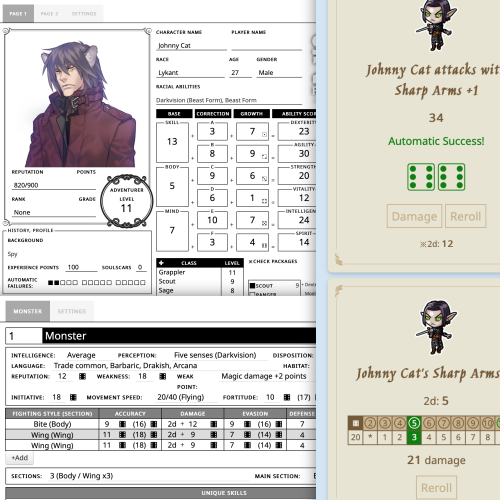 PAGE 1 PAGE 2 SETTINGS
CHARACTER NAME PLAYER NAME
Johnny Cat
RACE AGE GENDER
Lykant 27 Male
RACIAL ABILITIES
Darkvision (Beast Form), Beast Form
BASE CORRECTION GROWTH ABILITY SCOR
SKILL A DEXTERIT
13 + 3 + 7 = 23
B AGILITY
+ 8 + 9 = 30
BODY C STRENGTH
5 + 9 + 6 = 20
D VITALITY
+ 6 + 1 = 12
MIND E INTELLIGEN
7 + 10 + 7 = 24
F SPIRIT
+ 3 + 4 = 14
REPUTATION POINTS
820/900
RANK GRADE
None
ADVENTURER
LEVEL
11
HISTORY, PROFILE
BACKGROUND
Spy
EXPERIENCE POINTS 100 SOULSCARS 0
AUTOMATIC
FAILURES:
+ CLASS LEVEL
Grappler 11
Scout 9
Sage 8
※CHECK PACKAGES
SCOUT 9
RANGER
MONSTER SETTINGS
1 Monster
INTELLIGENCE: Average PERCEPTION: Five senses (Darkvision) DISPOSITION:
LANGUAGE: Trade common, Barbaric, Drakish, Arcana HABITAT:
REPUTATION: 12 WEAKNESS: 18 WEAK POINT: Magic damage +2 points
INITIATIVE: 18 MOVEMENT SPEED: 20/40 (Flying) FORTITUDE: 10 (17)
FIGHTING STYLE (SECTION) ACCURACY DAMAGE EVASION DEFENSE
Bite (Body) 9 (16) 2d + 12 9 (16) 7
Wing (Wing) 11 (18) 2d + 9 7 (14) 4
Wing (Wing) 11 (18) 2d + 9 7 (14) 4
+Add
SECTIONS: 3 (Body / Wing x3) MAIN SECTION:
UNIQUE SKILLS
Johnny Cat attacks wit
Sharp Arms +1
34
Automatic Success!
Damage Reroll
※2d: 12
Johnny Cat's Sharp Arms
2d: 5
2 3 4 5 6 7 8 9 10
20 * 1 2 3 4 5 6 7 8
21 damage
Reroll